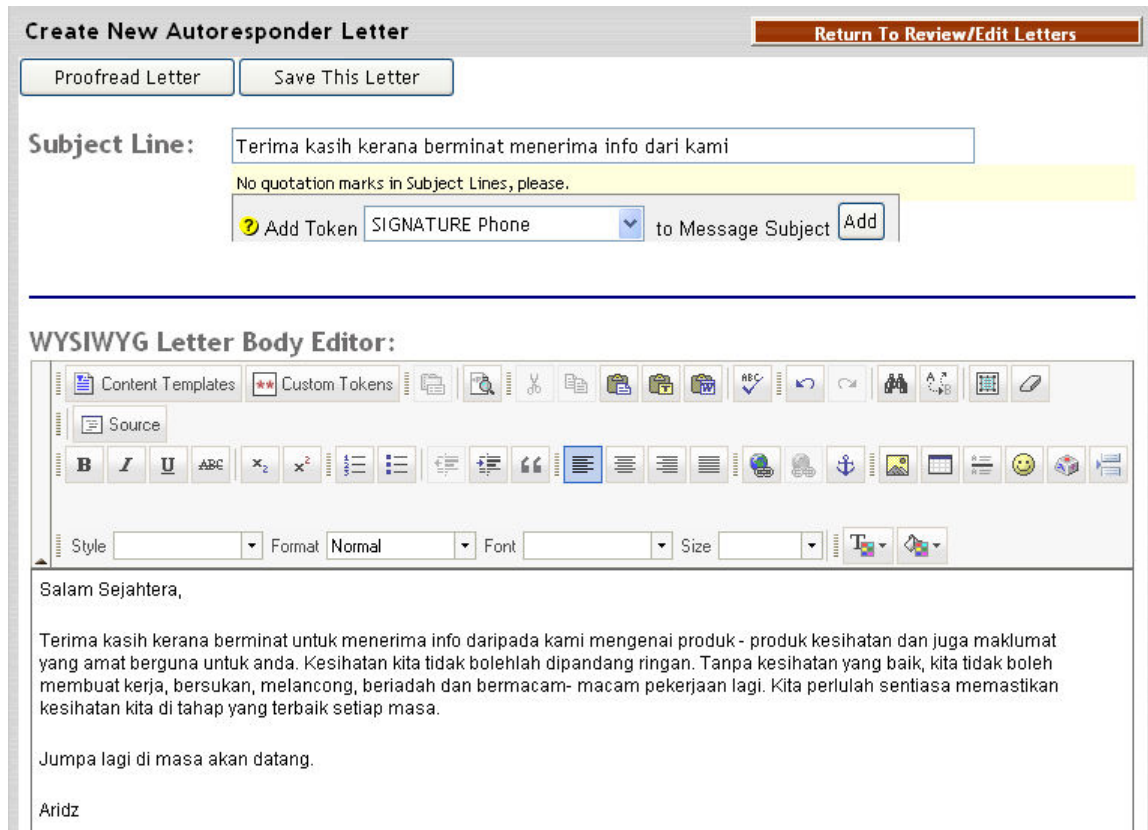 Create New Autoresponder Letter
Return To Review/Edit Letters
Proofread Letter
Save This Letter
Subject Line:
Terima kasih kerana berminat menerima info dari kami
No quotation marks in Subject Lines, please.
Add Token SIGNATURE Phone to Message Subject Add
WYSIWYG Letter Body Editor:
Content Templates Custom Tokens
Source
Style Format Normal Font Size
Salam Sejahtera,
Terima kasih kerana berminat untuk menerima info daripada kami mengenai produk - produk kesihatan dan juga maklumat
yang amat berguna untuk anda. Kesihatan kita tidak bolehlah dipandang ringan. Tanpa kesihatan yang baik, kita tidak boleh
membuat kerja, bersukan, melancong, beriadah dan bermacam- macam pekerjaan lagi. Kita perlulah sentiasa memastikan
kesihatan kita di tahap yang terbaik setiap masa.
Jumpa lagi di masa akan datang.
Aridz